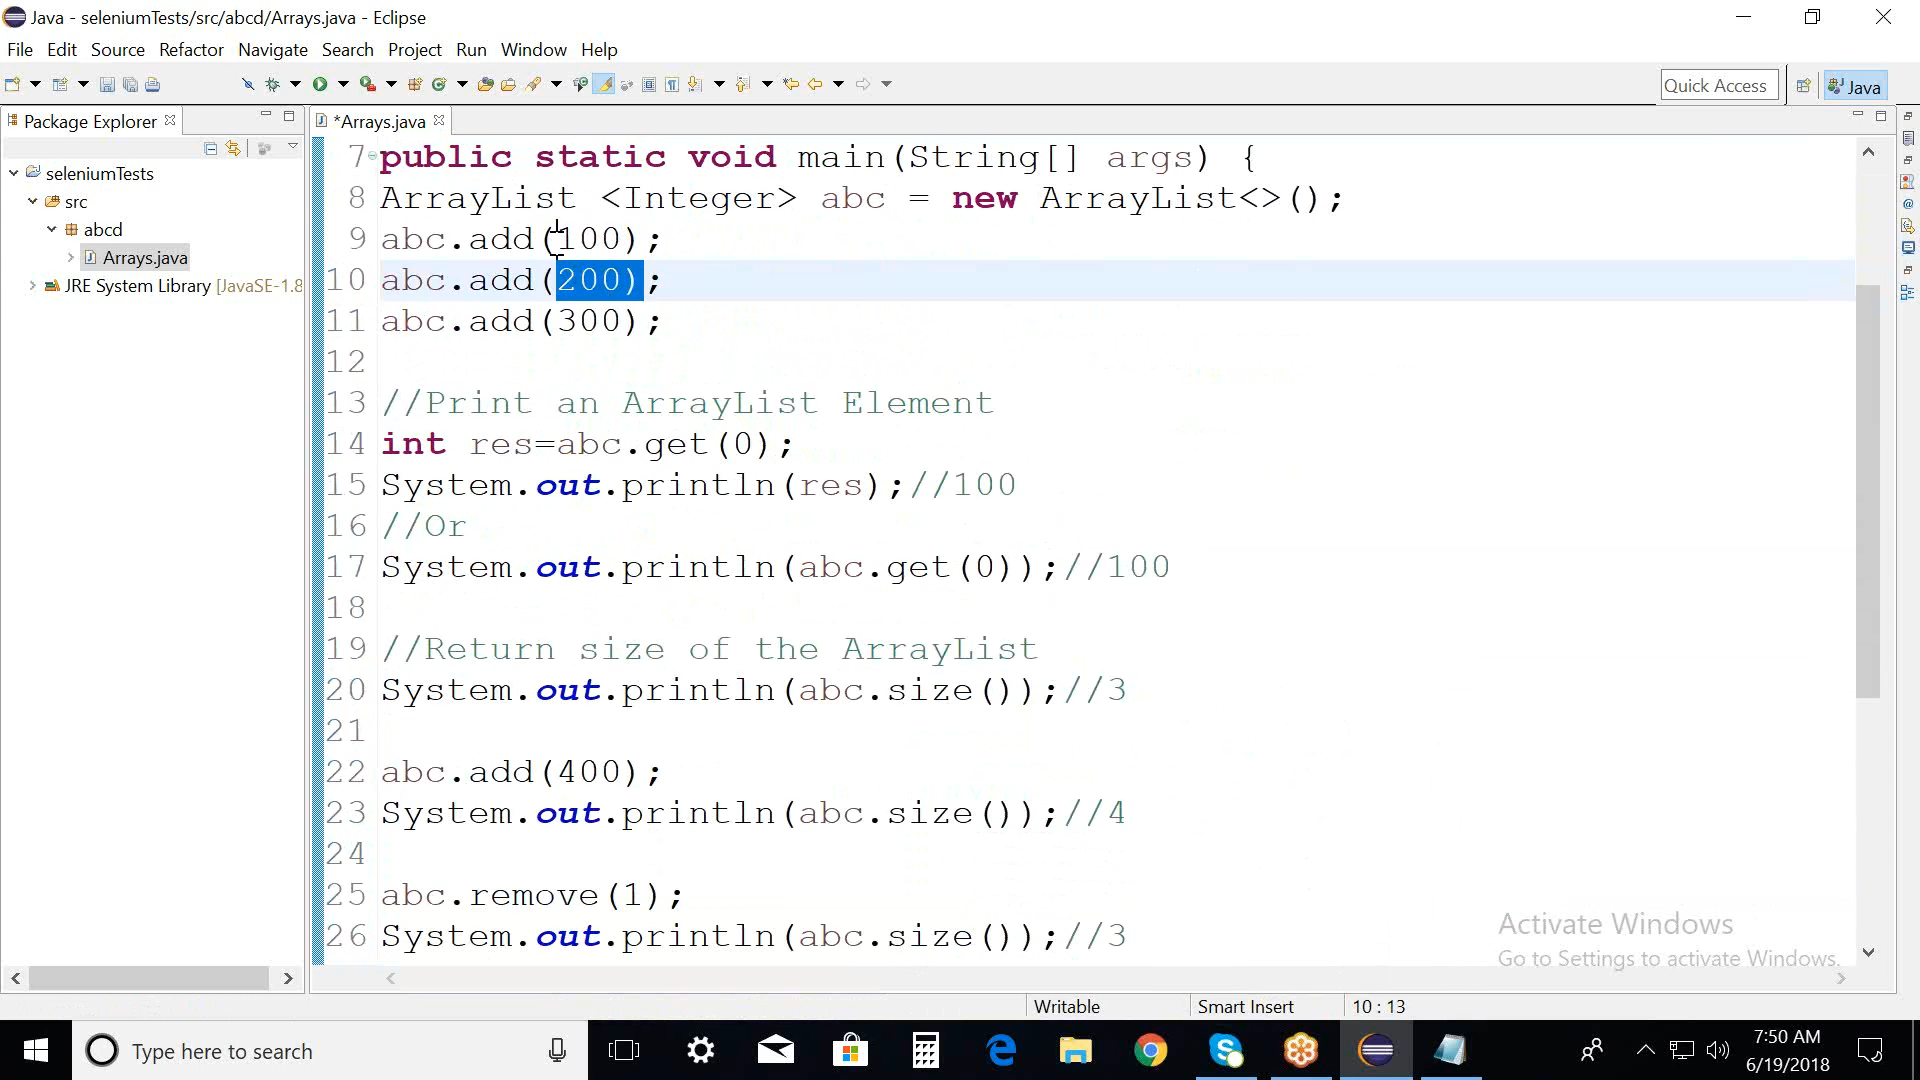 Java - seleniumTests/src/abcd/Arrays.java - Eclipse
File Edit Source Refactor Navigate Search Project Run Window Help
Quick Access
Java
Package Explorer
*Arrays.java
seleniumTests
src
abcd
Arrays.java
JRE System Library [JavaSE-1.8
7 public static void main(String[] args) {
8 ArrayList <Integer> abc = new ArrayList<>();
9 abc.add(100);
10 abc.add(200);
11 abc.add(300);
12
13 //Print an ArrayList Element
14 int res=abc.get(0);
15 System.out.println(res);//100
16 //Or
17 System.out.println(abc.get(0));//100
18
19 //Return size of the ArrayList
20 System.out.println(abc.size());//3
21
22 abc.add(400);
23 System.out.println(abc.size());//4
24
25 abc.remove(1);
26 System.out.println(abc.size());//3
Activate Windows
Go to Settings to activate Windows.
Writable
Smart Insert
10 : 13
Type here to search
7:50 AM
6/19/2018